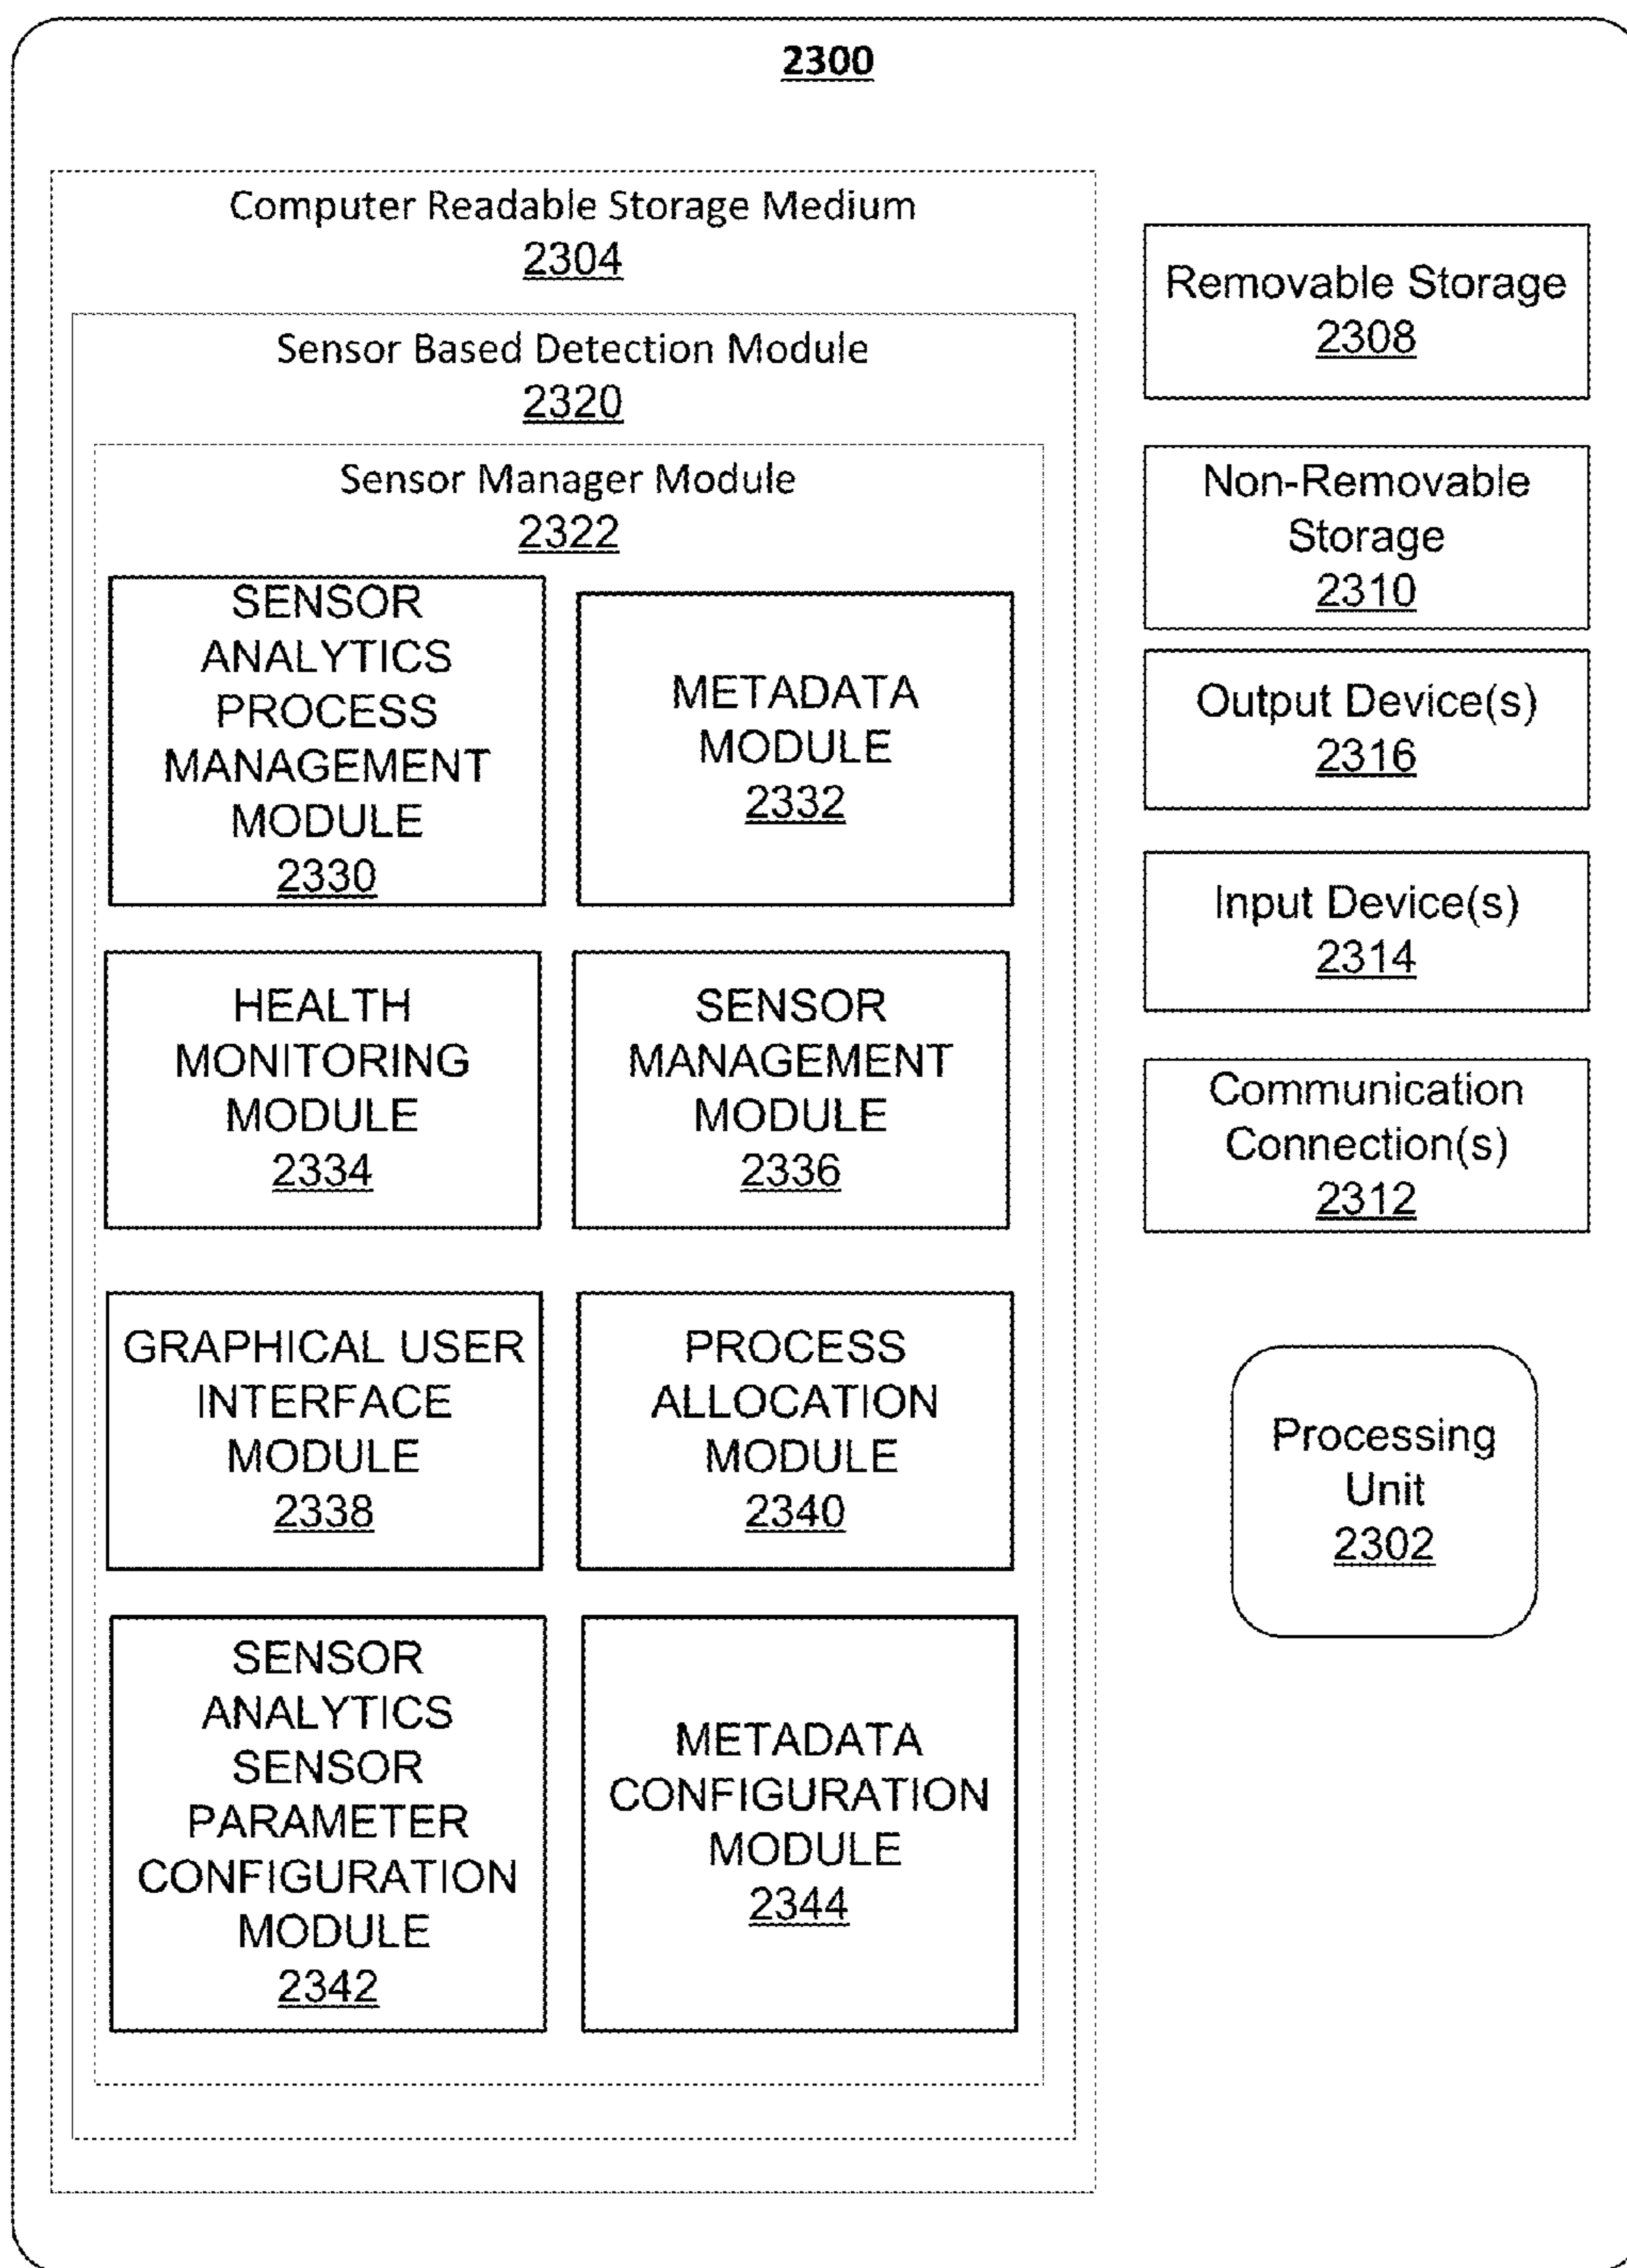 2300
Computer Readable Storage Medium
2304
Sensor Based Detection Module
2320
Sensor Manager Module
2322
SENSOR
ANALYTICS
PROCESS
MANAGEMENT
MODULE
2330
METADATA
MODULE
2332
HEALTH
MONITORING
MODULE
2334
SENSOR
MANAGEMENT
MODULE
2336
GRAPHICAL USER
INTERFACE
MODULE
2338
PROCESS
ALLOCATION
MODULE
2340
SENSOR
ANALYTICS
SENSOR
PARAMETER
CONFIGURATION
MODULE
2342
METADATA
CONFIGURATION
MODULE
2344
Removable Storage
2308
Non-Removable
Storage
2310
Output Device(s)
2316
Input Device(s)
2314
Communication
Connection(s)
2312
Processing
Unit
2302